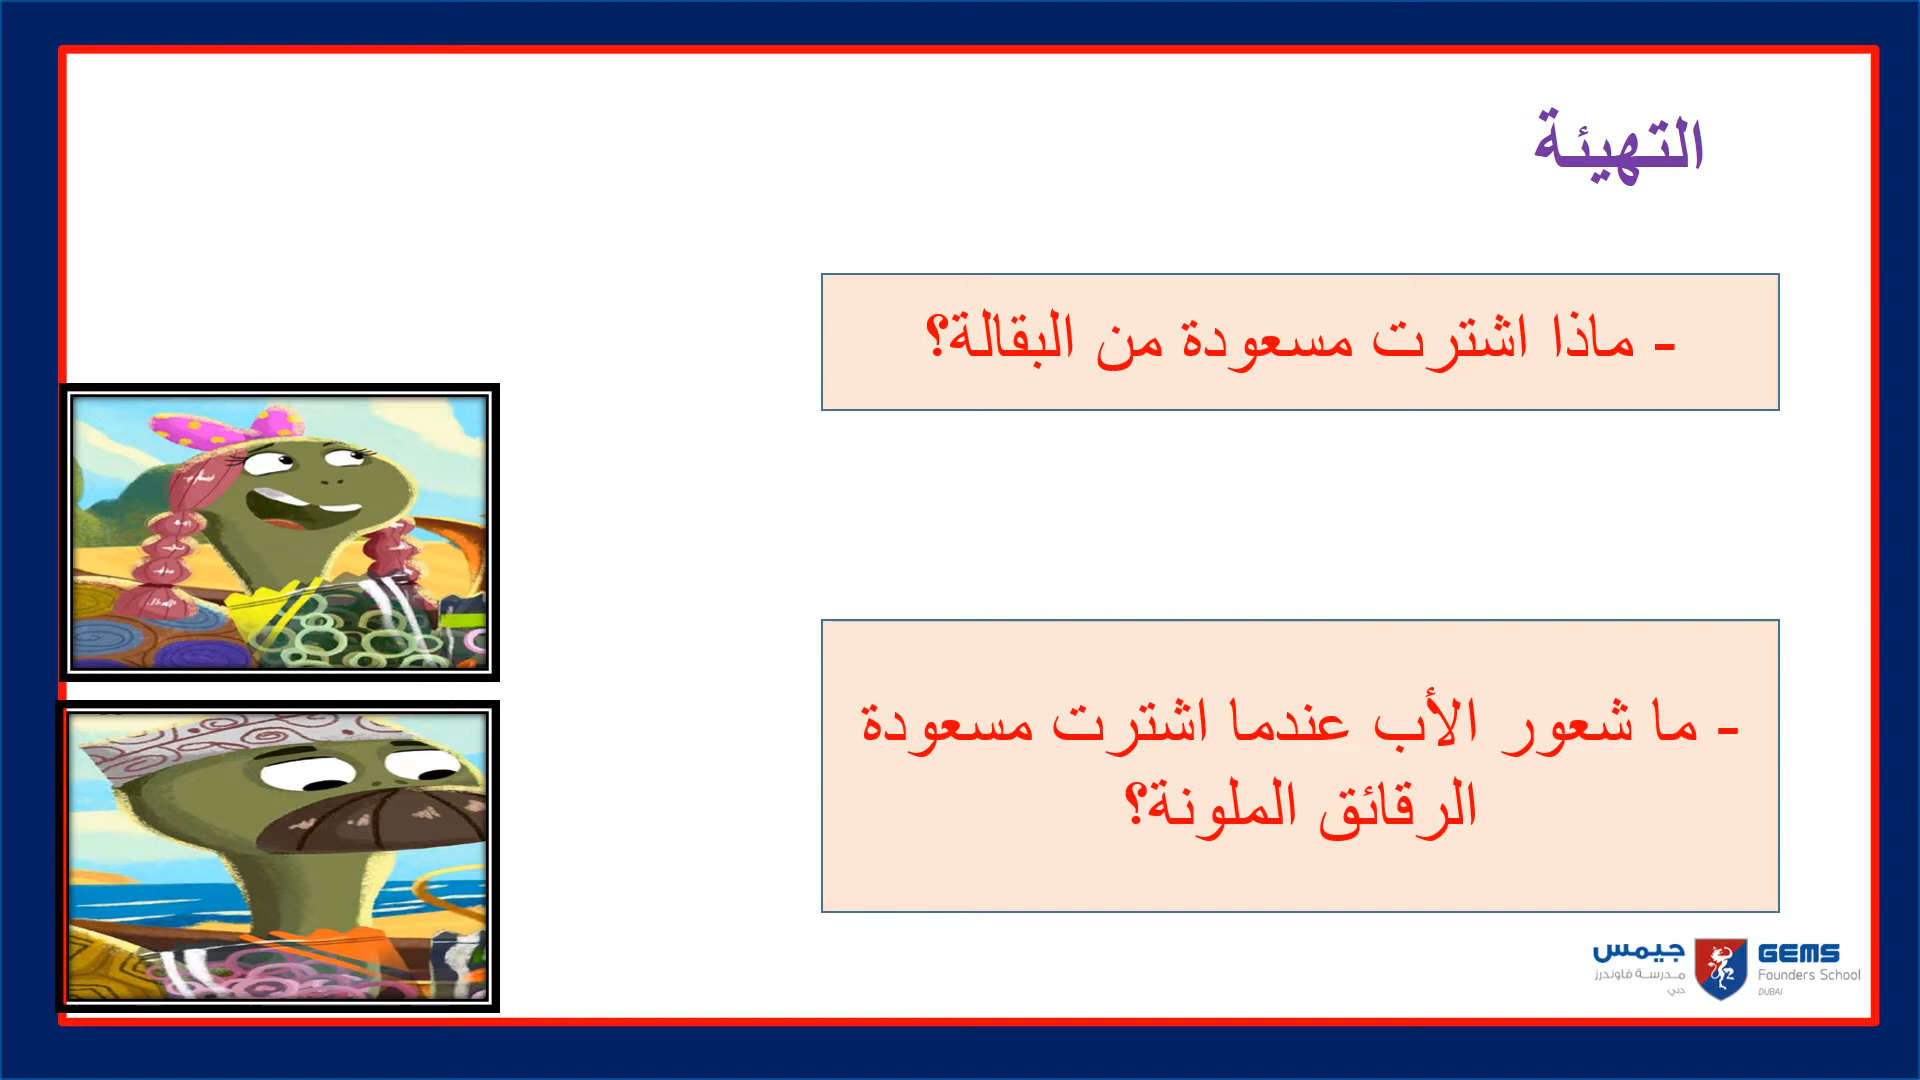 التهيئة
- ماذا اشترت مسعودة من البقالة؟
- ما شعور الأب عندما اشترت مسعودة
الرقائق الملونة؟
جيمس
مدرسة فاوندرز
دبي
GEMS
Founders School
DUBAI